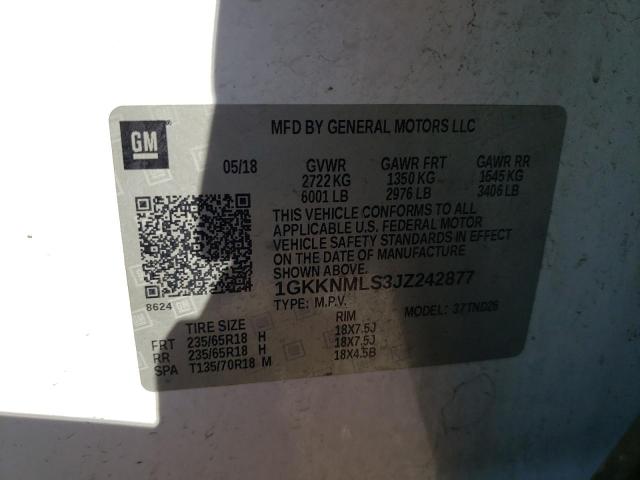 GM
MFD BY GENERAL MOTORS LLC
05/18 GVWR GAWR FRT GAWR RR
2722 KG 1350 KG 1545 KG
6001 LB 2976 LB 3406 LB
THIS VEHICLE CONFORMS TO ALL
APPLICABLE U.S. FEDERAL MOTOR
VEHICLE SAFETY STANDARDS IN EFFECT
ON THE DATE OF MANUFACTURE
SHOWN ABOVE.
1GKKNMLS3JZ242877
8624
TYPE: M.P.V. MODEL: 37TND26
TIRE SIZE RIM
FRT 235/65R18 H 18X7.5J
RR 235/65R18 H 18X7.5J
SPA T135/70R18 M 18X4.5B